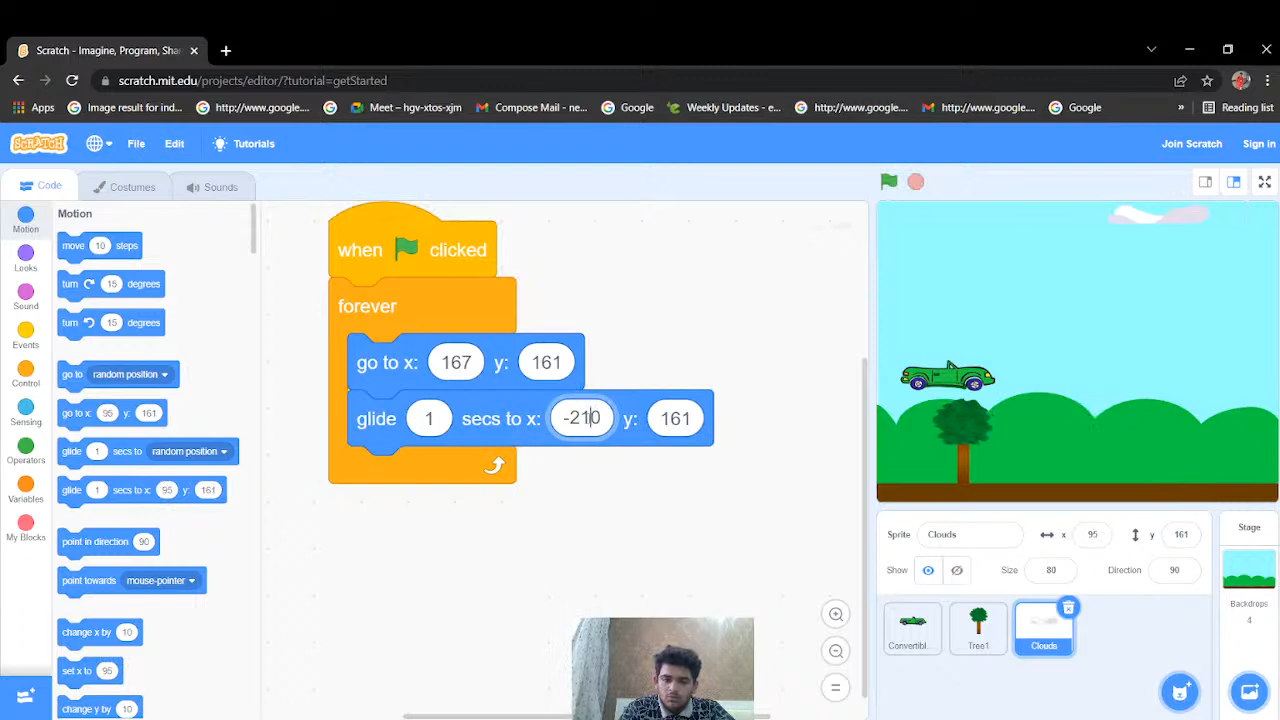 Scratch - Imagine, Program, Shar
scratch.mit.edu/projects/editor/?tutorial=getStarted
Apps
Image result for ind...
http://www.google....
Meet – hgv-xtos-xjm
Compose Mail - ne...
Google
Weekly Updates - e...
http://www.google....
http://www.google....
Google
»
Reading list
SCRATCH
File
Edit
Tutorials
Join Scratch
Sign in
Code
Costumes
Sounds
Motion
Looks
Sound
Events
Control
Sensing
Operators
Variables
My Blocks
Motion
move 10 steps
turn 15 degrees
turn 15 degrees
go to random position
go to x: 95 y: 161
glide 1 secs to random position
glide 1 secs to x: 95 y: 161
point in direction 90
point towards mouse-pointer
change x by 10
set x to 95
change y by 10
when clicked
forever
go to x: 167 y: 161
glide 1 secs to x: -210 y: 161
Sprite Clouds x 95 y 161
Show Size 80 Direction 90
Convertibl...
Tree1
Clouds
Stage
Backdrops
4